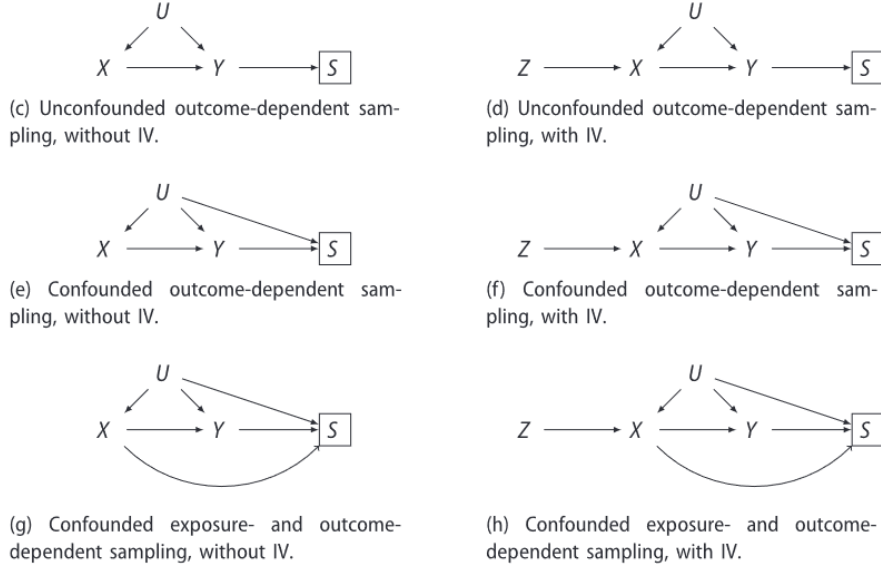 U
U
X Y S
Z X Y S
(c) Unconfounded outcome-dependent sam-
pling, without IV.
(d) Unconfounded outcome-dependent sam-
pling, with IV.
U
U
X Y S
Z X Y S
(e) Confounded outcome-dependent sam-
pling, without IV.
(f) Confounded outcome-dependent sam-
pling, with IV.
U
U
X Y S
Z X Y S
(g) Confounded exposure- and outcome-
dependent sampling, without IV.
(h) Confounded exposure- and outcome-
dependent sampling, with IV.